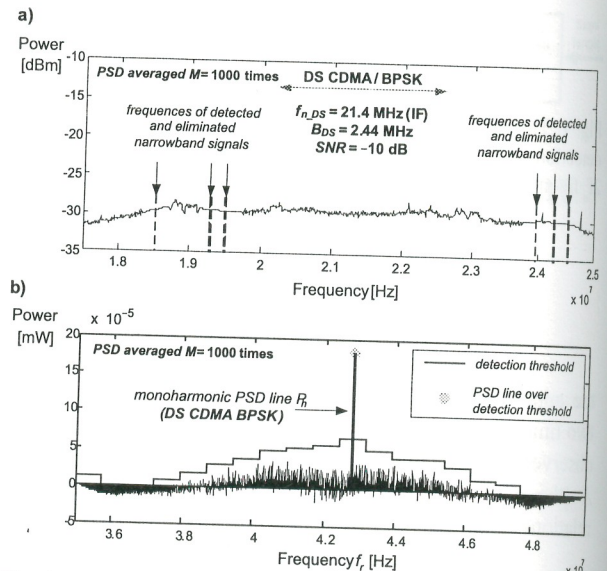 a)
Power
[dBm]
-10
-15
-20
-25
-30
-35
PSD averaged M= 1000 times
DS CDMA/BPSK
frequences of detected
and eliminated
narrowband signals
fn_DS = 21.4 MHz (IF)
BDS = 2.44 MHz
SNR = -10 dB
frequences of detected
and eliminated
narrowband signals
1.8
1.9
2
2.1
2.2
2.3
2.4
2.5
x 10^7
Frequency [Hz]
b)
Power
[mW]
x 10^-5
20
15
10
5
0
-5
PSD averaged M= 1000 times
monoharmonic PSD line Ph
(DS CDMA BPSK)
detection threshold
PSD line over
detection threshold
3.6
3.8
4
4.2
4.4
4.6
4.8
Frequency fr [Hz]